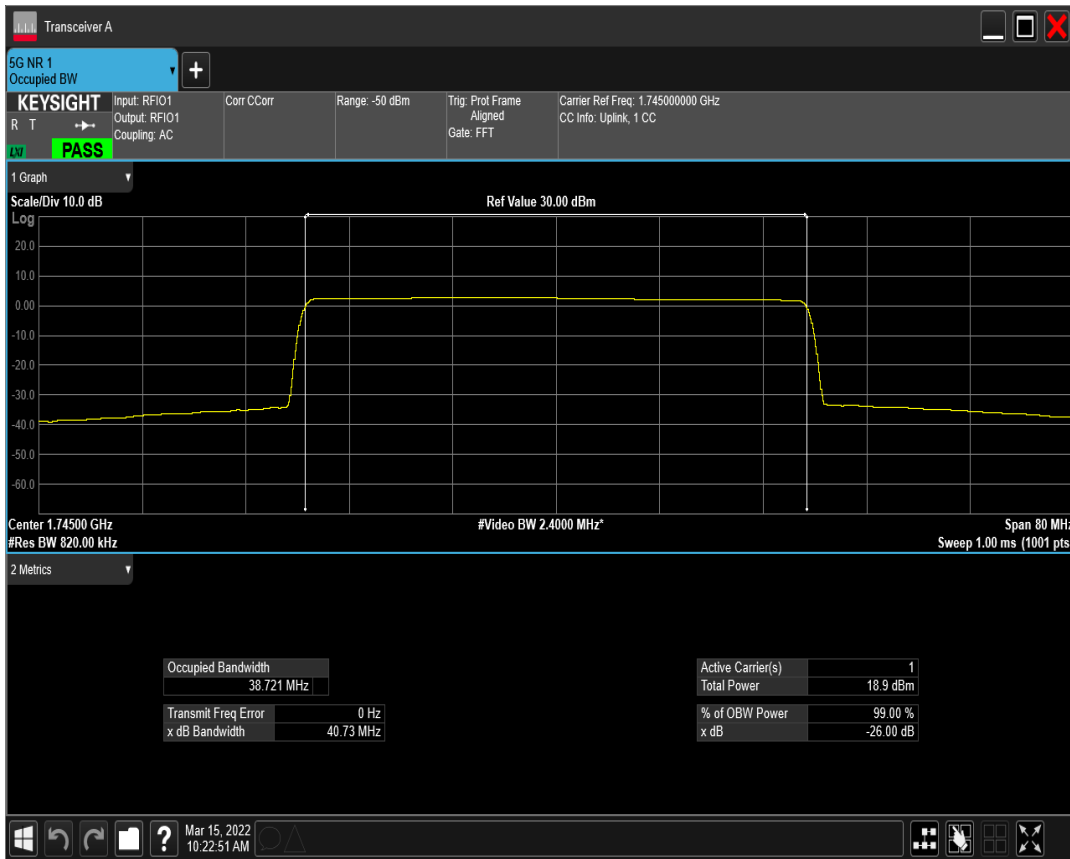 Transceiver A
5G NR 1
Occupied BW
KEYSIGHT
R T
LXI
PASS
Input: RFIO1
Output: RFIO1
Coupling: AC
Corr CCorr
Range: -50 dBm
Trig: Prot Frame
Aligned
Gate: FFT
Carrier Ref Freq: 1.745000000 GHz
CC Info: Uplink, 1 CC
1 Graph
Scale/Div 10.0 dB
Ref Value 30.00 dBm
Log
20.0
10.0
0.00
-10.0
-20.0
-30.0
-40.0
-50.0
-60.0
Center 1.74500 GHz
#Video BW 2.4000 MHz*
Span 80 MHz
#Res BW 820.00 kHz
Sweep 1.00 ms (1001 pts
2 Metrics
Occupied Bandwidth
38.721 MHz
Transmit Freq Error 0 Hz
x dB Bandwidth 40.73 MHz
Active Carrier(s) 1
Total Power 18.9 dBm
% of OBW Power 99.00 %
x dB -26.00 dB
?
Mar 15, 2022
10:22:51 AM